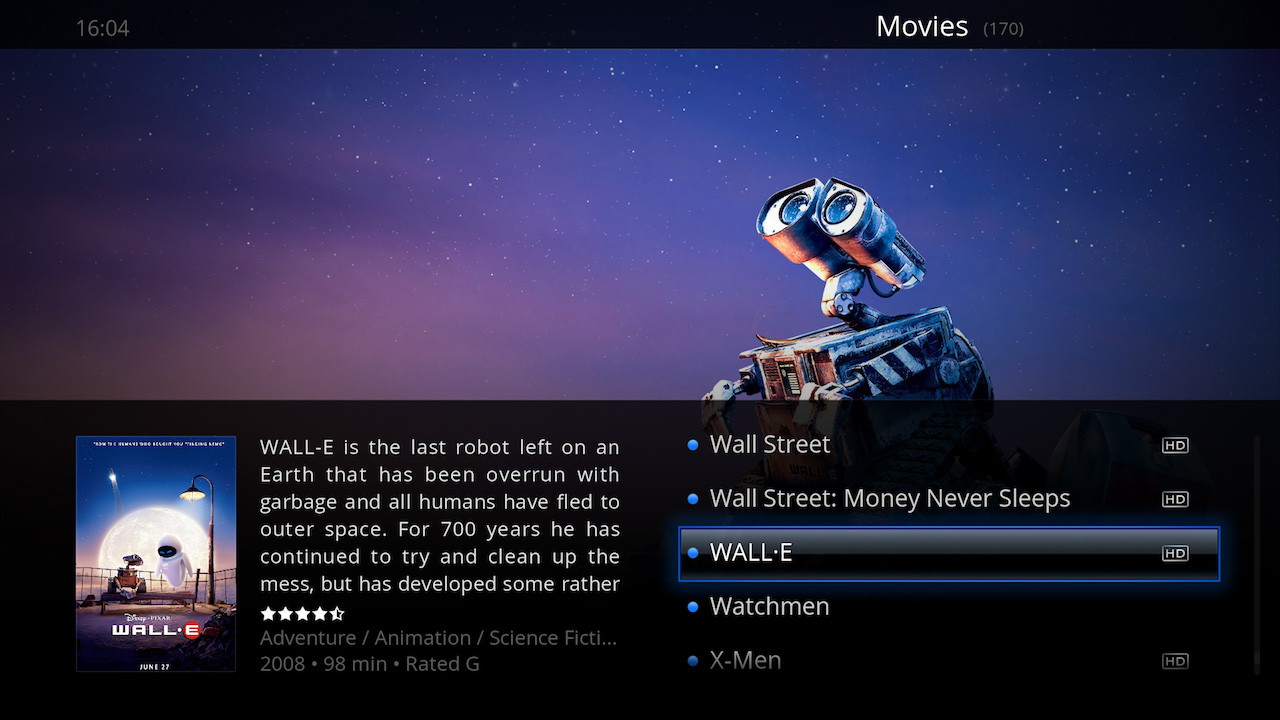 16:04
Movies (170)
WALL-E is the last robot left on an
Earth that has been overrun with
garbage and all humans have fled to
outer space. For 700 years he has
continued to try and clean up the
mess, but has developed some rather
Adventure / Animation / Science Ficti...
2008 • 98 min • Rated G
"FROM THE HUMANS WHO BROUGHT YOU "FINDING NEMO"
Disney · PIXAR
WALL·E
JUNE 27
Wall Street HD
Wall Street: Money Never Sleeps HD
WALL·E HD
Watchmen
X-Men HD
WALL